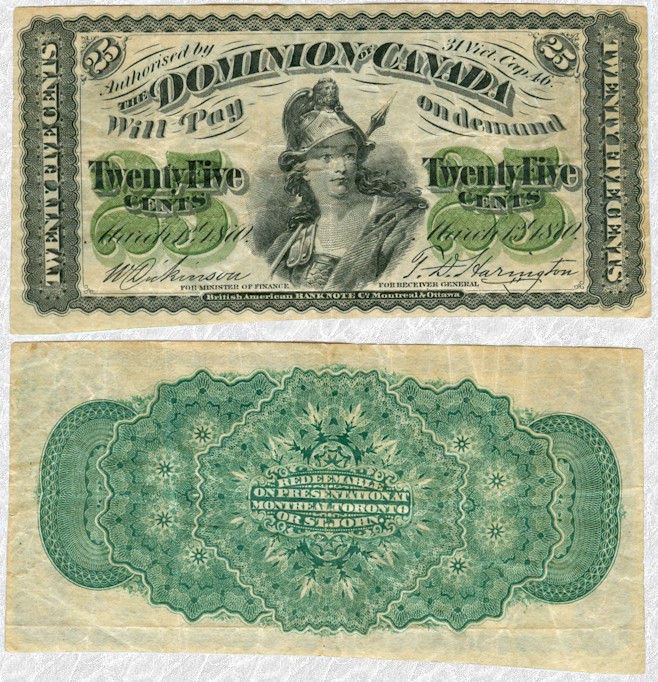 25
Authorised by
31 Vict. Cap. 46.
25
THE DOMINION OF CANADA
Will Pay
on demand
TWENTY FIVE CENTS
TWENTY FIVE CENTS
25
Twenty Five
CENTS
25
Twenty Five
CENTS
March 1st 1870.
March 1st 1870.
W Dickinson
T. D. Harington
FOR MINISTER OF FINANCE
FOR RECEIVER GENERAL
British American BANK NOTE Co. Montreal & Ottawa
REDEEMABLE
ON PRESENTATION AT
MONTREAL, TORONTO
OR ST. JOHN.